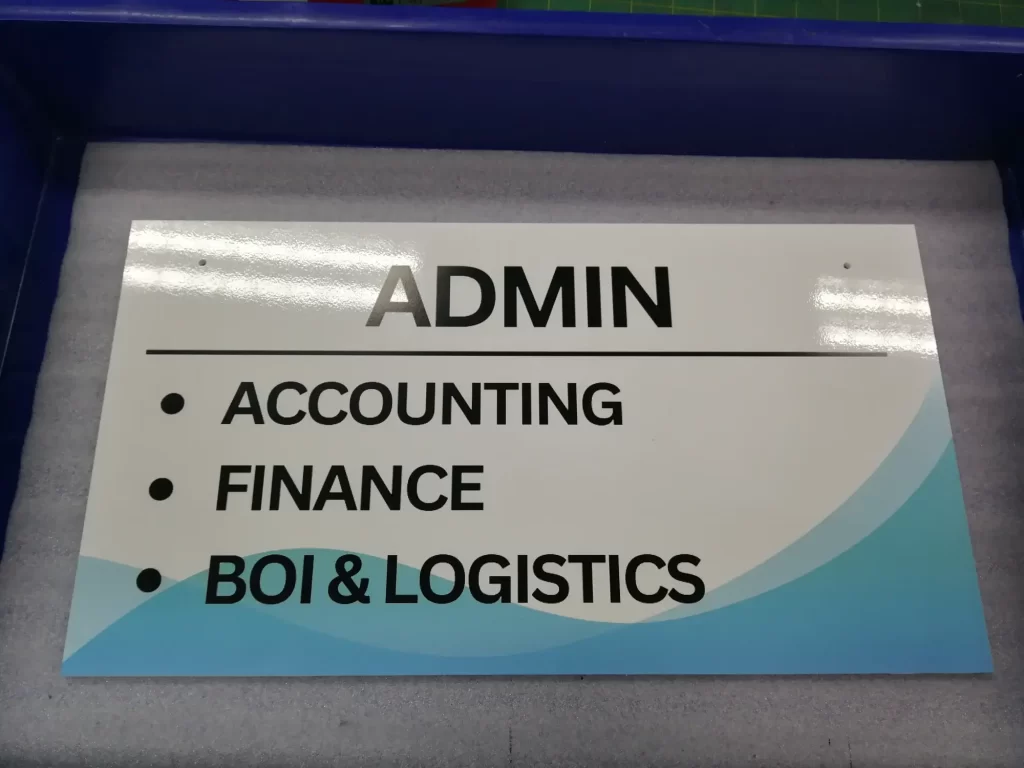 ADMIN
• ACCOUNTING
• FINANCE
• BOI & LOGISTICS